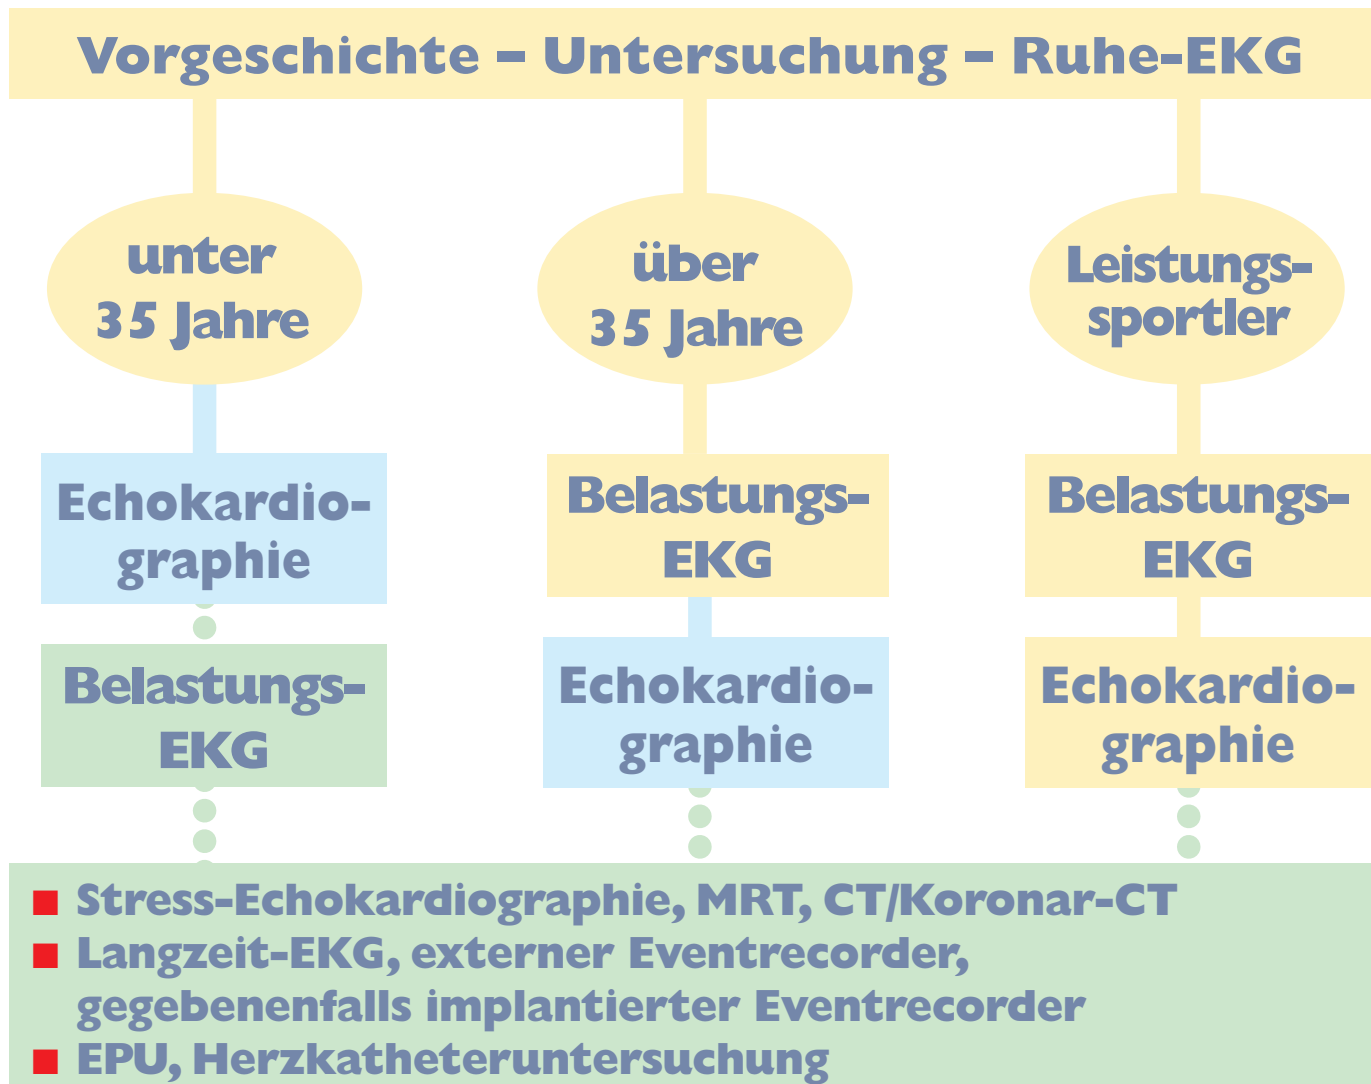 Vorgeschichte – Untersuchung – Ruhe-EKG
unter
35 Jahre
über
35 Jahre
Leistungs-
sportler
Echokardio-
graphie
Belastungs-
EKG
Belastungs-
EKG
Belastungs-
EKG
Echokardio-
graphie
Echokardio-
graphie
■ Stress-Echokardiographie, MRT, CT/Koronar-CT
■ Langzeit-EKG, externer Eventrecorder,
gegebenenfalls implantierter Eventrecorder
■ EPU, Herzkatheteruntersuchung